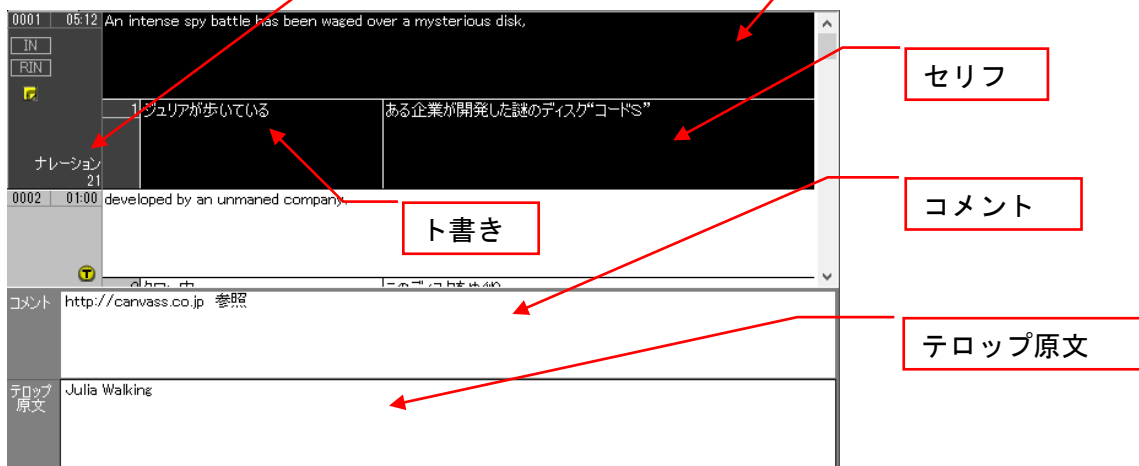 0001 05:12 An intense spy battle has been waged over a mysterious disk,
IN
RIN
セリフ
1 ジュリアが歩いている ある企業が開発した謎のディスク“コードS”
ナレーション
21
コメント
0002 01:00 developed by an unmaned company,
ト書き
T
コメント http://canvass.co.jp 参照
テロップ原文
テロップ
原文
Julia Walking